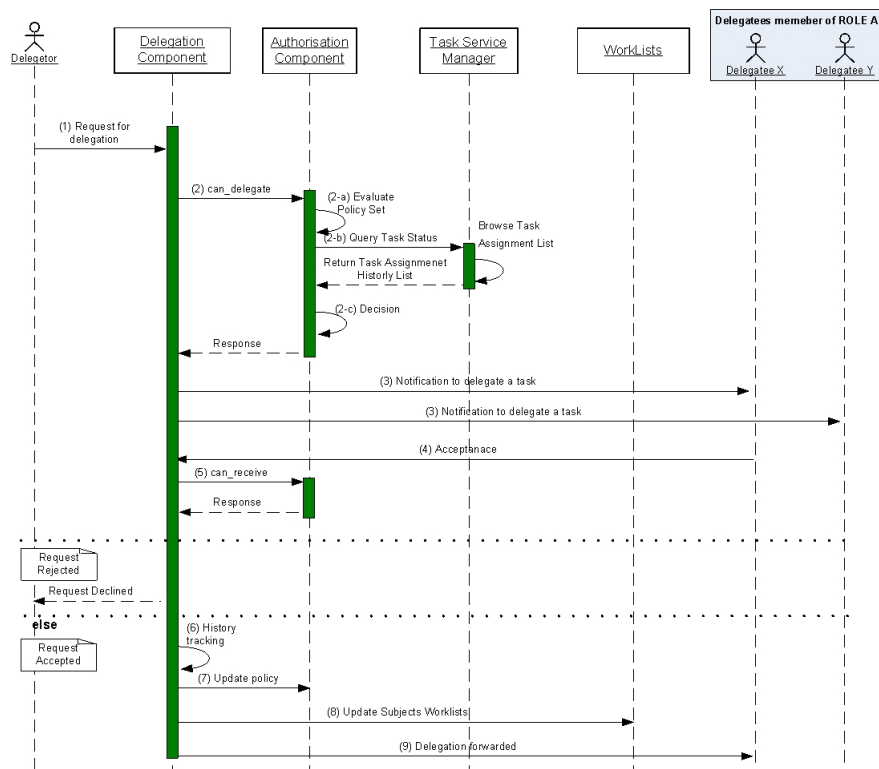 Delegatees memeber of ROLE A
Delegetor
Delegation
Component
Authorisation
Component
Task Service
Manager
WorkLists
Delegatee X
Delegatee Y
(1) Request for
delegation
(2) can_delegate
(2-a) Evaluate
Policy Set
(2-b) Query Task Status
Browse Task
Assignment List
Return Task Assignmenet
Historly List
(2-c) Decision
Response
(3) Notification to delegate a task
(3) Notification to delegate a task
(4) Acceptanace
(5) can_receive
Response
Request
Rejected
Request Declined
else
Request
Accepted
(6) History
tracking
(7) Update policy
(8) Update Subjects Worklists
(9) Delegation forwarded